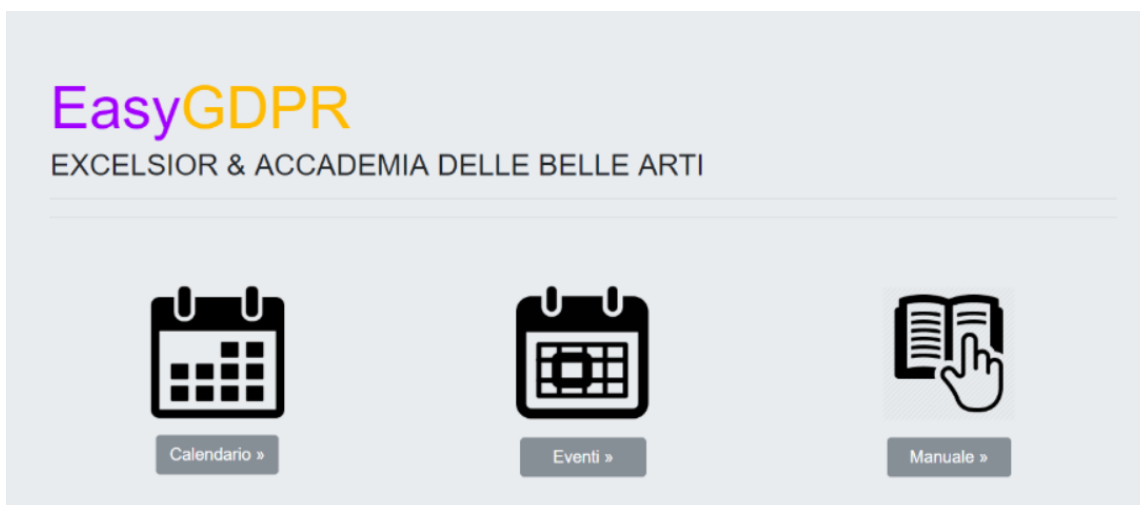 EasyGDPR
EXCELSIOR & ACCADEMIA DELLE BELLE ARTI
Calendario »
Eventi »
Manuale »